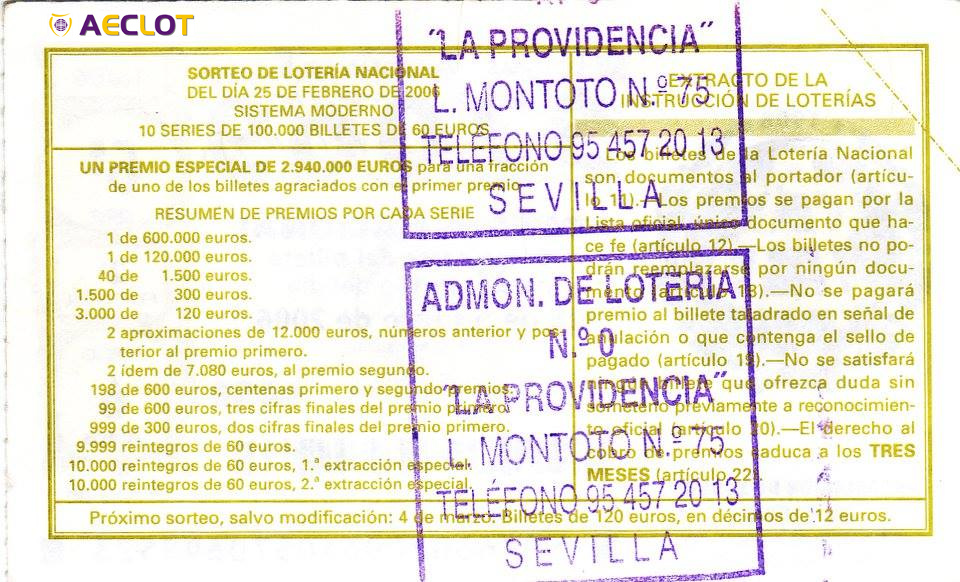 AECLOT
SORTEO DE LOTERÍA NACIONAL
DEL DÍA 25 DE FEBRERO DE 2006
SISTEMA MODERNO
10 SERIES DE 100.000 BILLETES DE 60 EUROS
UN PREMIO ESPECIAL DE 2.940.000 EUROS para una fracción
de uno de los billetes agraciados con el primer premio
RESUMEN DE PREMIOS POR CADA SERIE
1 de 600.000 euros.
1 de 120.000 euros.
40 de 1.500 euros.
1.500 de 300 euros.
3.000 de 120 euros.
2 aproximaciones de 12.000 euros, números anterior y pos-
terior al premio primero.
2 ídem de 7.080 euros, al premio segundo.
198 de 600 euros, centenas primero y segundo premios.
99 de 600 euros, tres cifras finales del premio primero.
999 de 300 euros, dos cifras finales del premio primero.
9.999 reintegros de 60 euros.
10.000 reintegros de 60 euros, 1.ª extracción especial.
10.000 reintegros de 60 euros, 2.ª extracción especial.
EXTRACTO DE LA
INSTRUCCIÓN DE LOTERÍAS
Los billetes de la Lotería Nacional
son documentos al portador (artícu-
lo 11).—Los premios se pagan por la
Lista oficial, único documento que ha-
ce fe (artículo 12).—Los billetes no po-
drán reemplazarse por ningún docu-
mento (artículo 13).—No se pagará
premio al billete taladrado en señal de
anulación o que contenga el sello de
pagado (artículo 19).—No se satisfará
ningún billete que ofrezca duda sin
someterlo previamente a reconocimien-
to oficial (artículo 20).—El derecho al
cobro de premios caduca a los TRES
MESES (artículo 22).
Próximo sorteo, salvo modificación: 4 de marzo. Billetes de 120 euros, en décimos de 12 euros.
"LA PROVIDENCIA"
L. MONTOTO N.º 75
TELÉFONO 95 457 20 13
SEVILLA
ADMON. DE LOTERIA
N.º 0
"LA PROVIDENCIA"
L. MONTOTO N.º 75
TELÉFONO 95 457 20 13
SEVILLA